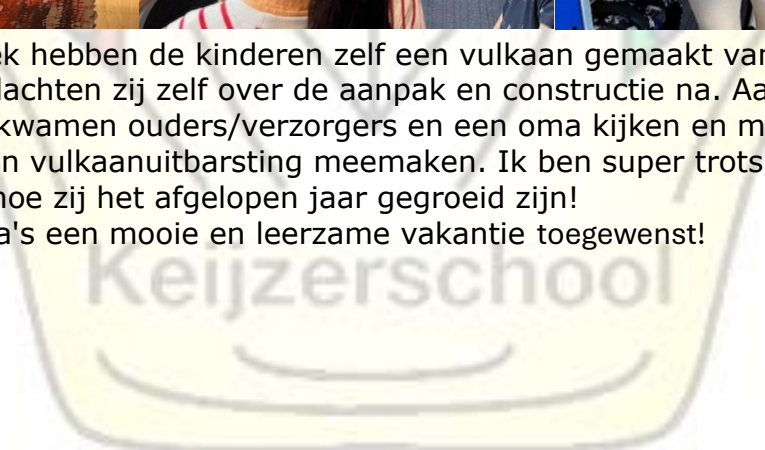 ek hebben de kinderen zelf een vulkaan gemaakt van
dachten zij zelf over de aanpak en constructie na. Aa
kwamen ouders/verzorgers en een oma kijken en m
n vulkaanuitbarsting meemaken. Ik ben super trots
hoe zij het afgelopen jaar gegroeid zijn!
a's een mooie en leerzame vakantie toegewenst!
Keijzerschool